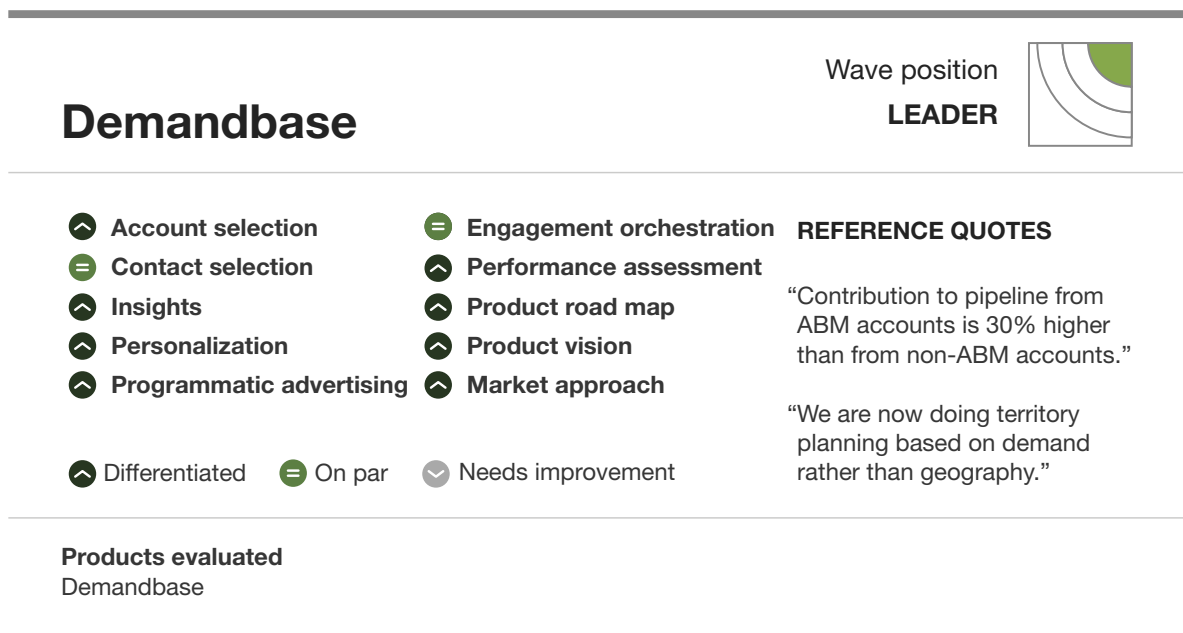 Wave position
LEADER
Demandbase
Account selection
Contact selection
Insights
Personalization
Programmatic advertising
Engagement orchestration
Performance assessment
Product road map
Product vision
Market approach
Differentiated
On par
Needs improvement
REFERENCE QUOTES
“Contribution to pipeline from
ABM accounts is 30% higher
than from non-ABM accounts.”
“We are now doing territory
planning based on demand
rather than geography.”
Products evaluated
Demandbase